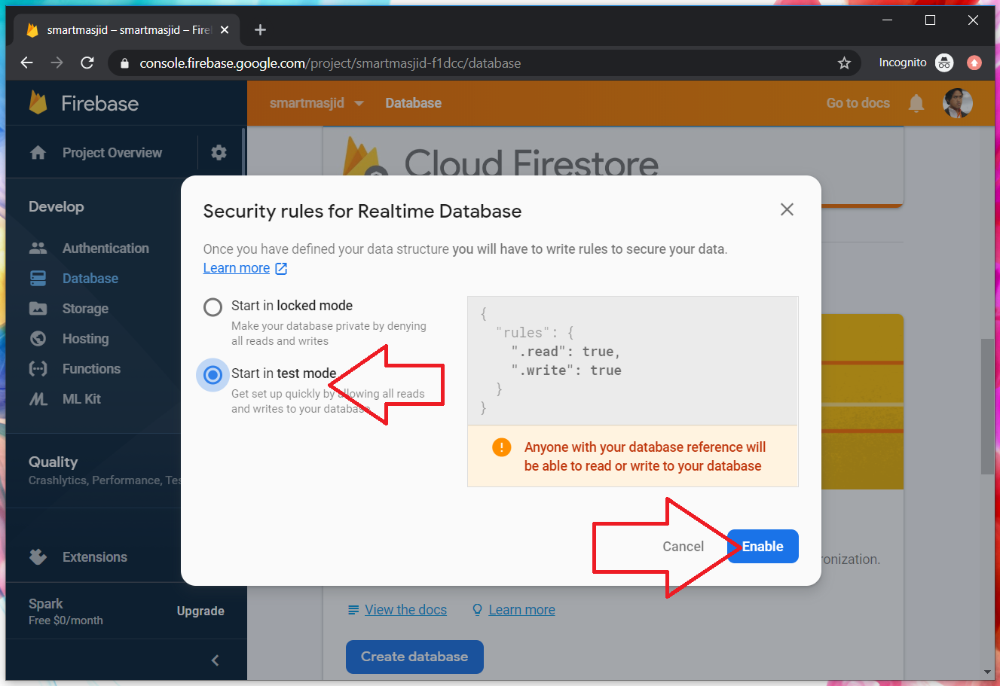 smartmasjid – smartmasjid – Fire
console.firebase.google.com/project/smartmasjid-f1dcc/database
Incognito
Firebase
smartmasjid
Database
Go to docs
Project Overview
Cloud Firestore
Develop
Authentication
Database
Storage
Hosting
Functions
ML Kit
Quality
Crashlytics, Performance, Tes
Extensions
Spark
Free $0/month
Upgrade
Security rules for Realtime Database
Once you have defined your data structure you will have to write rules to secure your data.
Learn more
Start in locked mode
Make your database private by denying
all reads and writes
Start in test mode
Get set up quickly by allowing all reads
and writes to your database
{
"rules": {
".read": true,
".write": true
}
}
Anyone with your database reference will
be able to read or write to your database
Cancel
Enable
ronization.
View the docs
Learn more
Create database